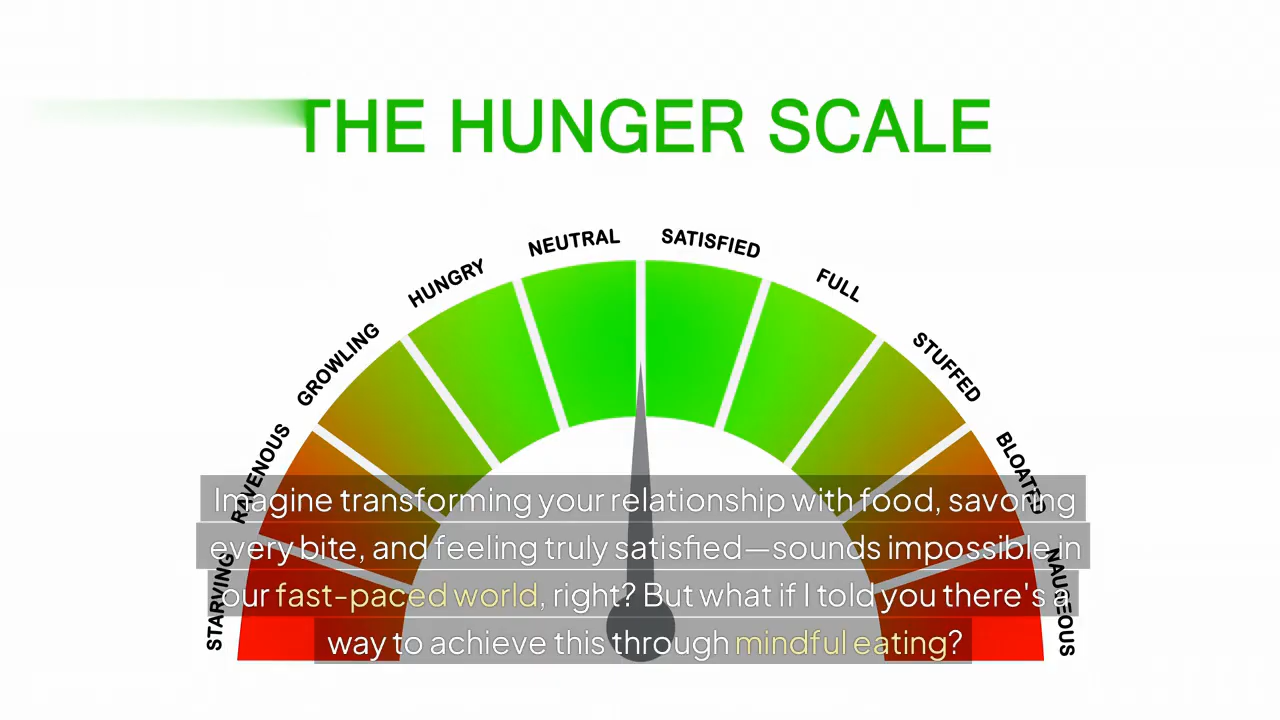 THE HUNGER SCALE
STARVING
RAVENOUS
GROWLING
HUNGRY
NEUTRAL
SATISFIED
FULL
STUFFED
BLOATED
NAUSEOUS
Imagine transforming your relationship with food, savoring
every bite, and feeling truly satisfied—sounds impossible in
our fast-paced world, right? But what if I told you there's a
way to achieve this through mindful eating?